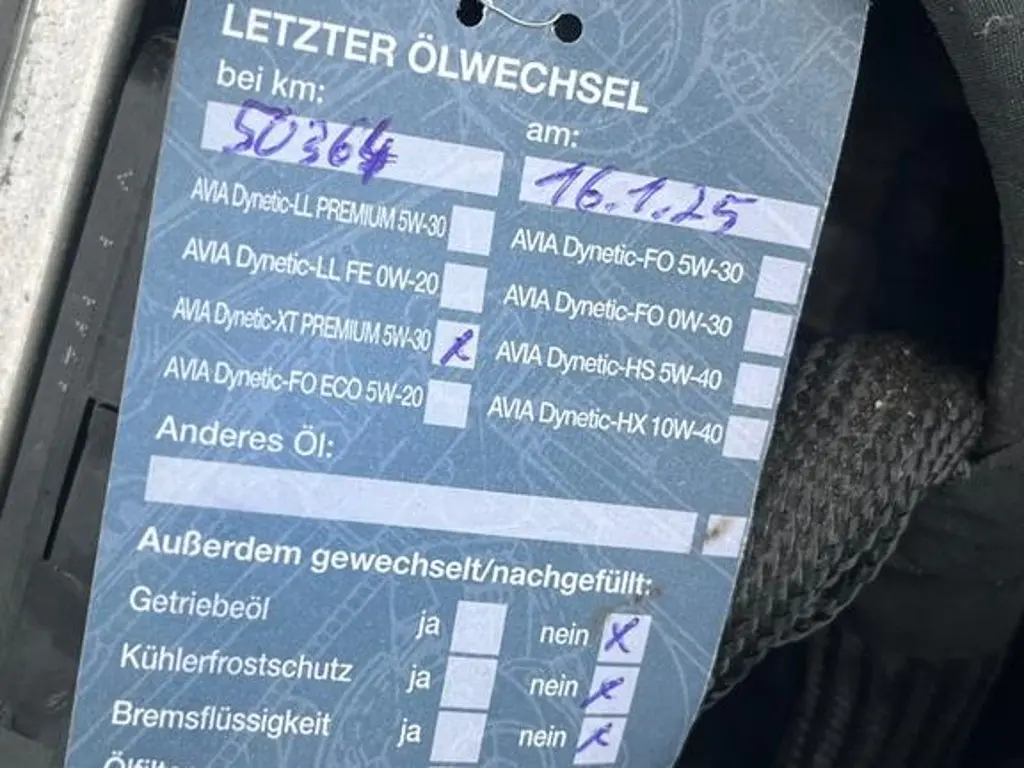 LETZTER ÖLWECHSEL
bei km:
am:
50364
16.1.25
AVIA Dynetic-LL PREMIUM 5W-30
AVIA Dynetic-FO 5W-30
AVIA Dynetic-LL FE 0W-20
AVIA Dynetic-FO 0W-30
AVIA Dynetic-XT PREMIUM 5W-30 x
AVIA Dynetic-HS 5W-40
AVIA Dynetic-FO ECO 5W-20
AVIA Dynetic-HX 10W-40
Anderes Öl:
Außerdem gewechselt/nachgefüllt:
Getriebeöl ja nein x
Kühlerfrostschutz ja nein x
Bremsflüssigkeit ja nein x